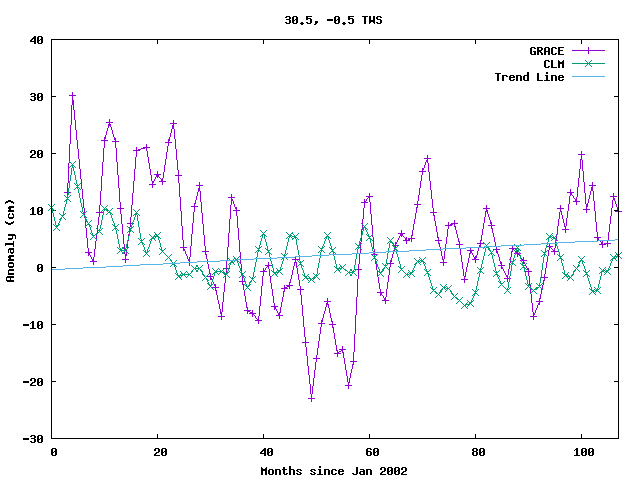 30.5, -0.5 TWS
GRACE
CLM
Trend Line
Anomaly (cm)
40
30
20
10
0
-10
-20
-30
0 20 40 60 80 100
Months since Jan 2002